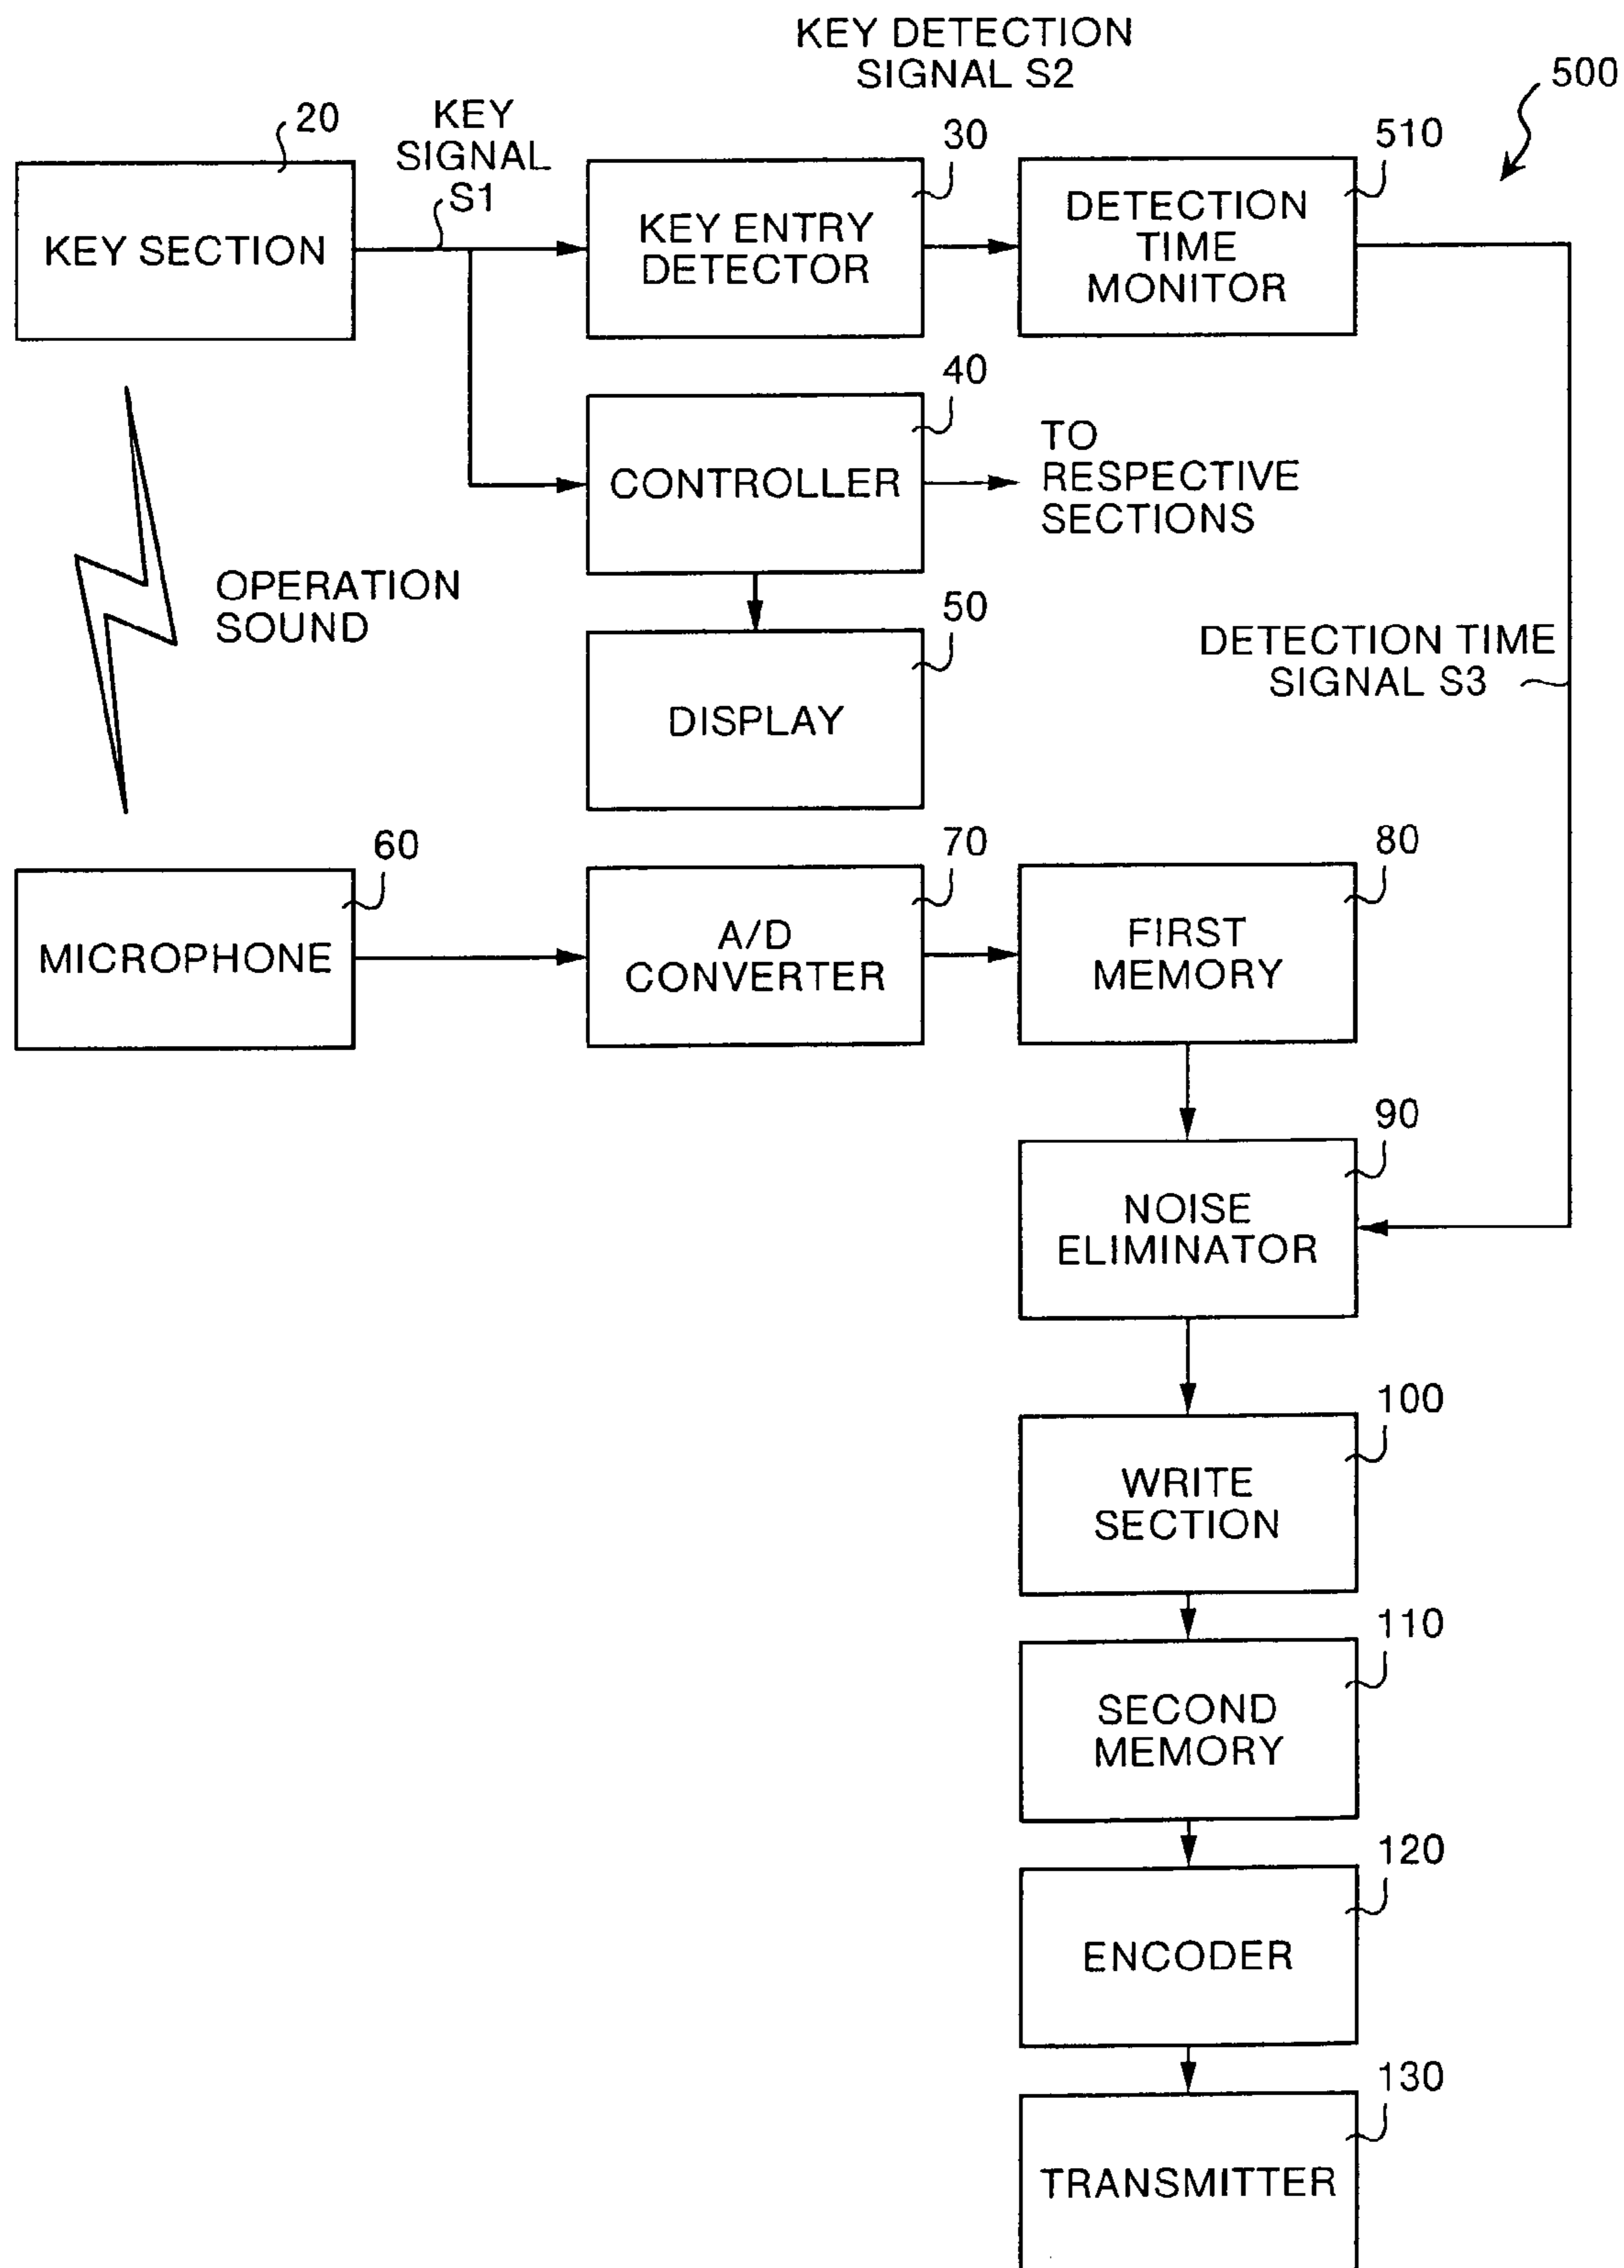 KEY DETECTION
SIGNAL S2
500
20
KEY
SIGNAL
S1
30
510
KEY SECTION
KEY ENTRY
DETECTOR
DETECTION
TIME
MONITOR
40
CONTROLLER
TO
RESPECTIVE
SECTIONS
OPERATION
SOUND
50
DISPLAY
DETECTION TIME
SIGNAL S3
60
MICROPHONE
70
A/D
CONVERTER
80
FIRST
MEMORY
90
NOISE
ELIMINATOR
100
WRITE
SECTION
110
SECOND
MEMORY
120
ENCODER
130
TRANSMITTER